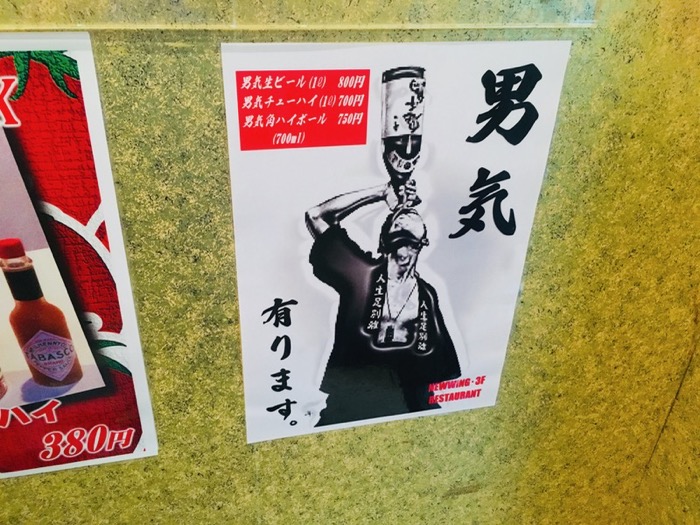 男気生ビール(1ℓ) 800円
男気チューハイ(1ℓ) 700円
男気角ハイボール 750円
(700ml)
男気
有ります。
人生足別離
人生足別離
NEWWiNG・3F
RESTAURANT
X
TABASCO
ハイ
380円